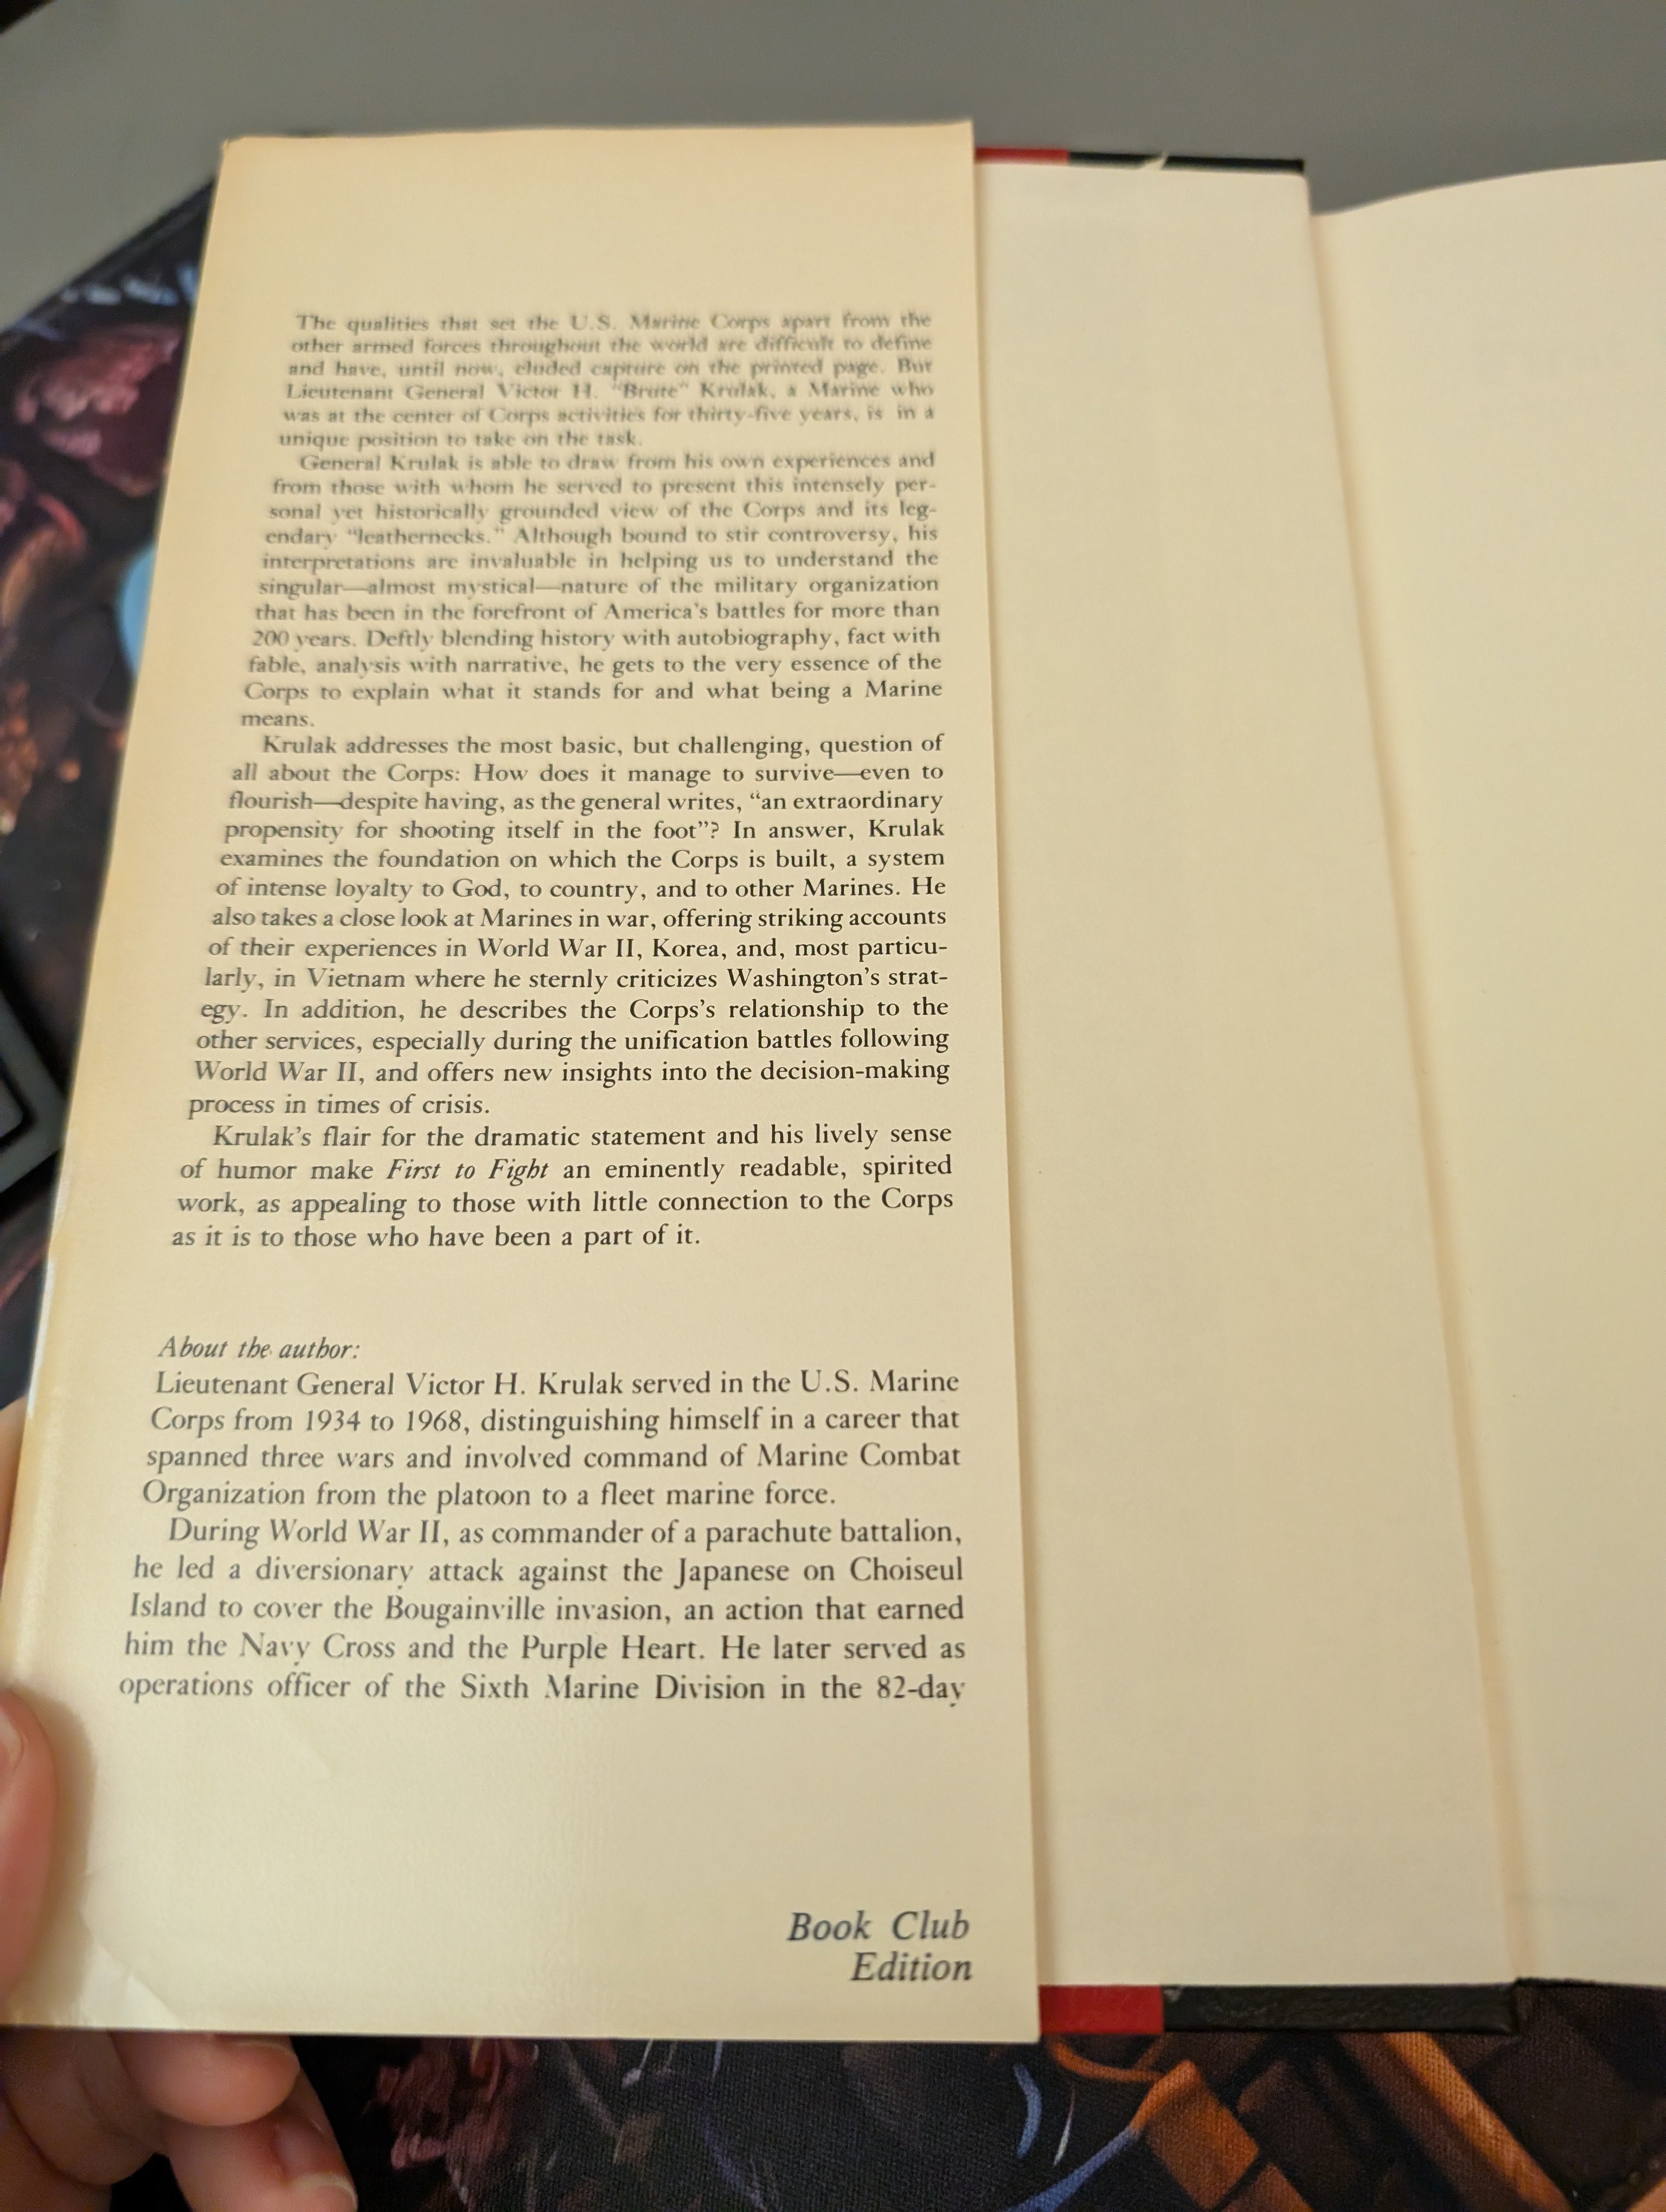 The qualities that set the U.S. Marine Corps apart from the
other armed forces throughout the world are difficult to define
and have, until now, eluded capture on the printed page. But
Lieutenant General Victor H. "Brute" Krulak, a Marine who
was at the center of Corps activities for thirty-five years, is in a
unique position to take on the task.
General Krulak is able to draw from his own experiences and
from those with whom he served to present this intensely per-
sonal yet historically grounded view of the Corps and its leg-
endary "leathernecks." Although bound to stir controversy, his
interpretations are invaluable in helping us to understand the
singular—almost mystical—nature of the military organization
that has been in the forefront of America's battles for more than
200 years. Deftly blending history with autobiography, fact with
fable, analysis with narrative, he gets to the very essence of the
Corps to explain what it stands for and what being a Marine
means.
Krulak addresses the most basic, but challenging, question of
all about the Corps: How does it manage to survive—even to
flourish—despite having, as the general writes, "an extraordinary
propensity for shooting itself in the foot"? In answer, Krulak
examines the foundation on which the Corps is built, a system
of intense loyalty to God, to country, and to other Marines. He
also takes a close look at Marines in war, offering striking accounts
of their experiences in World War II, Korea, and, most particu-
larly, in Vietnam where he sternly criticizes Washington's strat-
egy. In addition, he describes the Corps's relationship to the
other services, especially during the unification battles following
World War II, and offers new insights into the decision-making
process in times of crisis.
Krulak's flair for the dramatic statement and his lively sense
of humor make First to Fight an eminently readable, spirited
work, as appealing to those with little connection to the Corps
as it is to those who have been a part of it.
About the author:
Lieutenant General Victor H. Krulak served in the U.S. Marine
Corps from 1934 to 1968, distinguishing himself in a career that
spanned three wars and involved command of Marine Combat
Organization from the platoon to a fleet marine force.
During World War II, as commander of a parachute battalion,
he led a diversionary attack against the Japanese on Choiseul
Island to cover the Bougainville invasion, an action that earned
him the Navy Cross and the Purple Heart. He later served as
operations officer of the Sixth Marine Division in the 82-day
Book Club
Edition